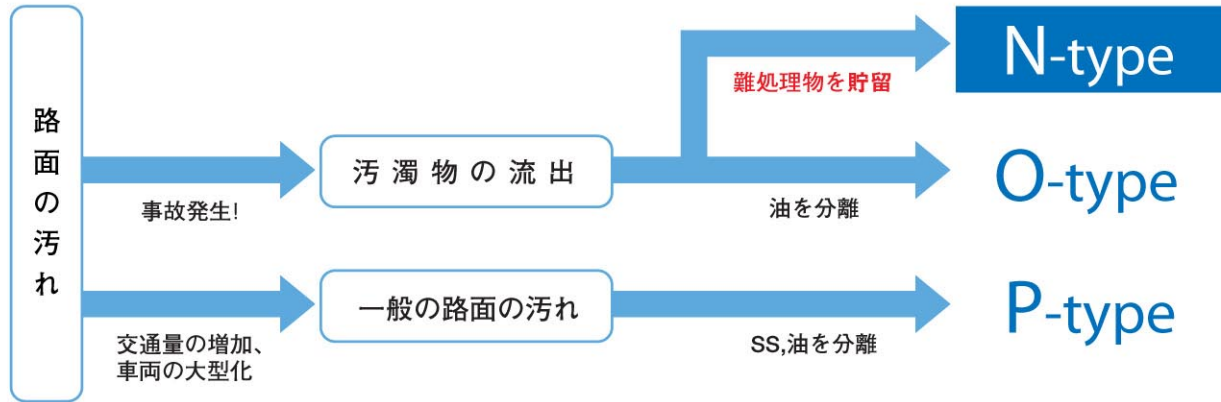 路面の汚れ
事故発生!
汚濁物の流出
難処理物を貯留
N-type
油を分離
O-type
交通量の増加、
車両の大型化
一般の路面の汚れ
SS,油を分離
P-type